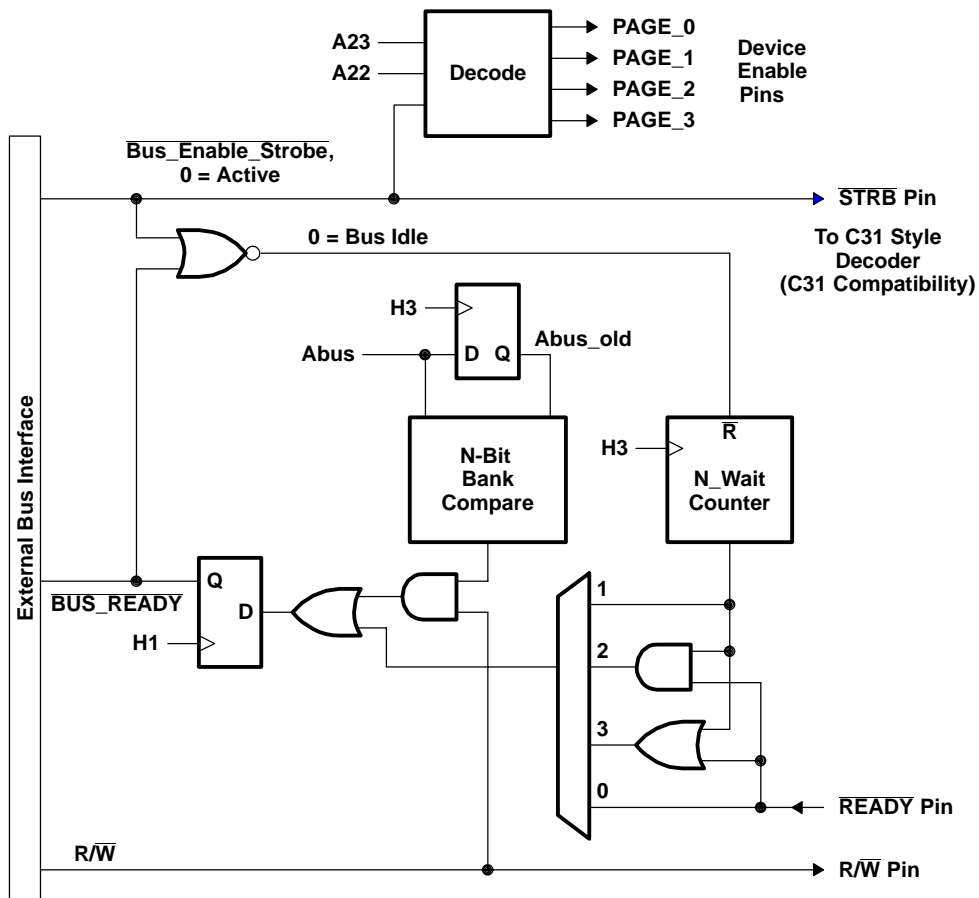 PAGE_0
A23
PAGE_1
Device
Enable
Pins
A22
Decode
PAGE_2
PAGE_3
Bus_Enable_Strobe,
0 = Active
STRB Pin
0 = Bus Idle
To C31 Style
Decoder
(C31 Compatibility)
H3
Abus
D Q
Abus_old
R
H3
N_Wait
Counter
N-Bit
Bank
Compare
External Bus Interface
Q
D
BUS_READY
H1
1
2
3
0
READY Pin
R/W
R/W Pin